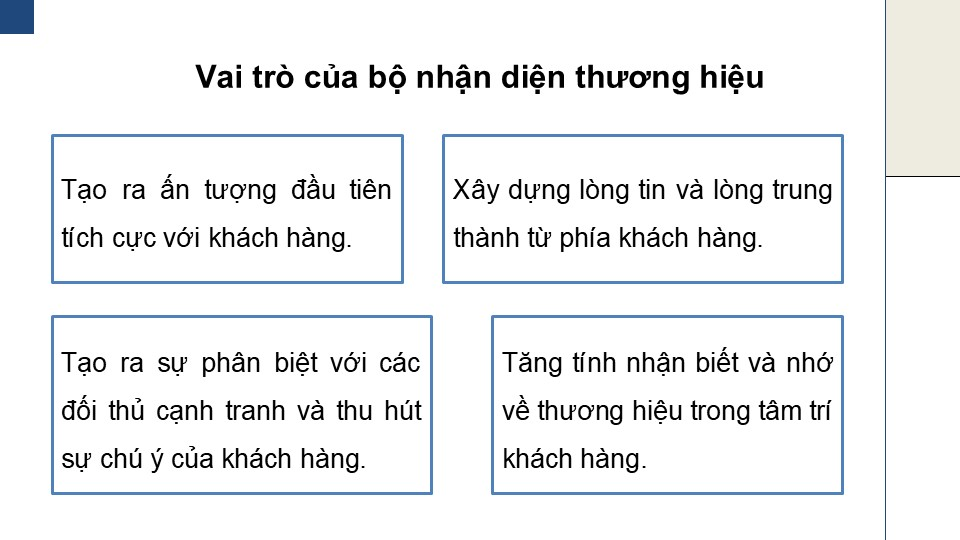 Vai trò của bộ nhận diện thương hiệu
Tạo ra ấn tượng đầu tiên
tích cực với khách hàng.
Xây dựng lòng tin và lòng trung
thành từ phía khách hàng.
Tạo ra sự phân biệt với các
đối thủ cạnh tranh và thu hút
sự chú ý của khách hàng.
Tăng tính nhận biết và nhớ
về thương hiệu trong tâm trí
khách hàng.